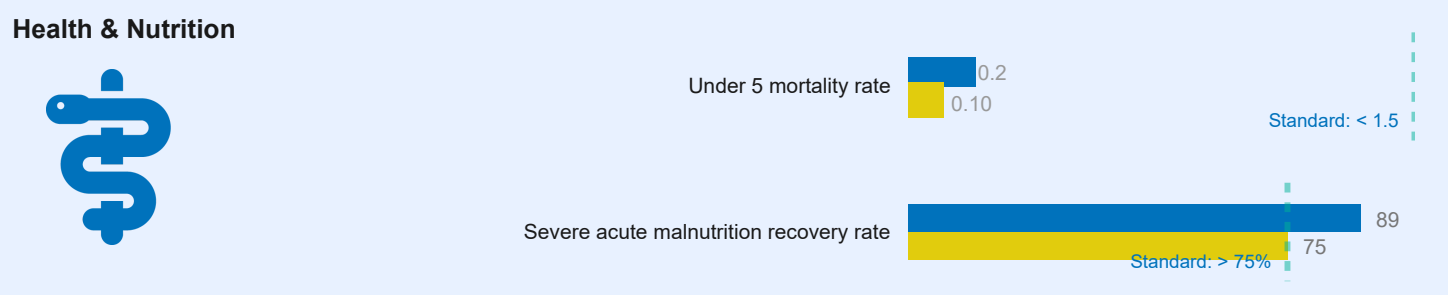 Health & Nutrition
Under 5 mortality rate
0.2
0.10
Standard: < 1.5
Severe acute malnutrition recovery rate
89
75
Standard: > 75%